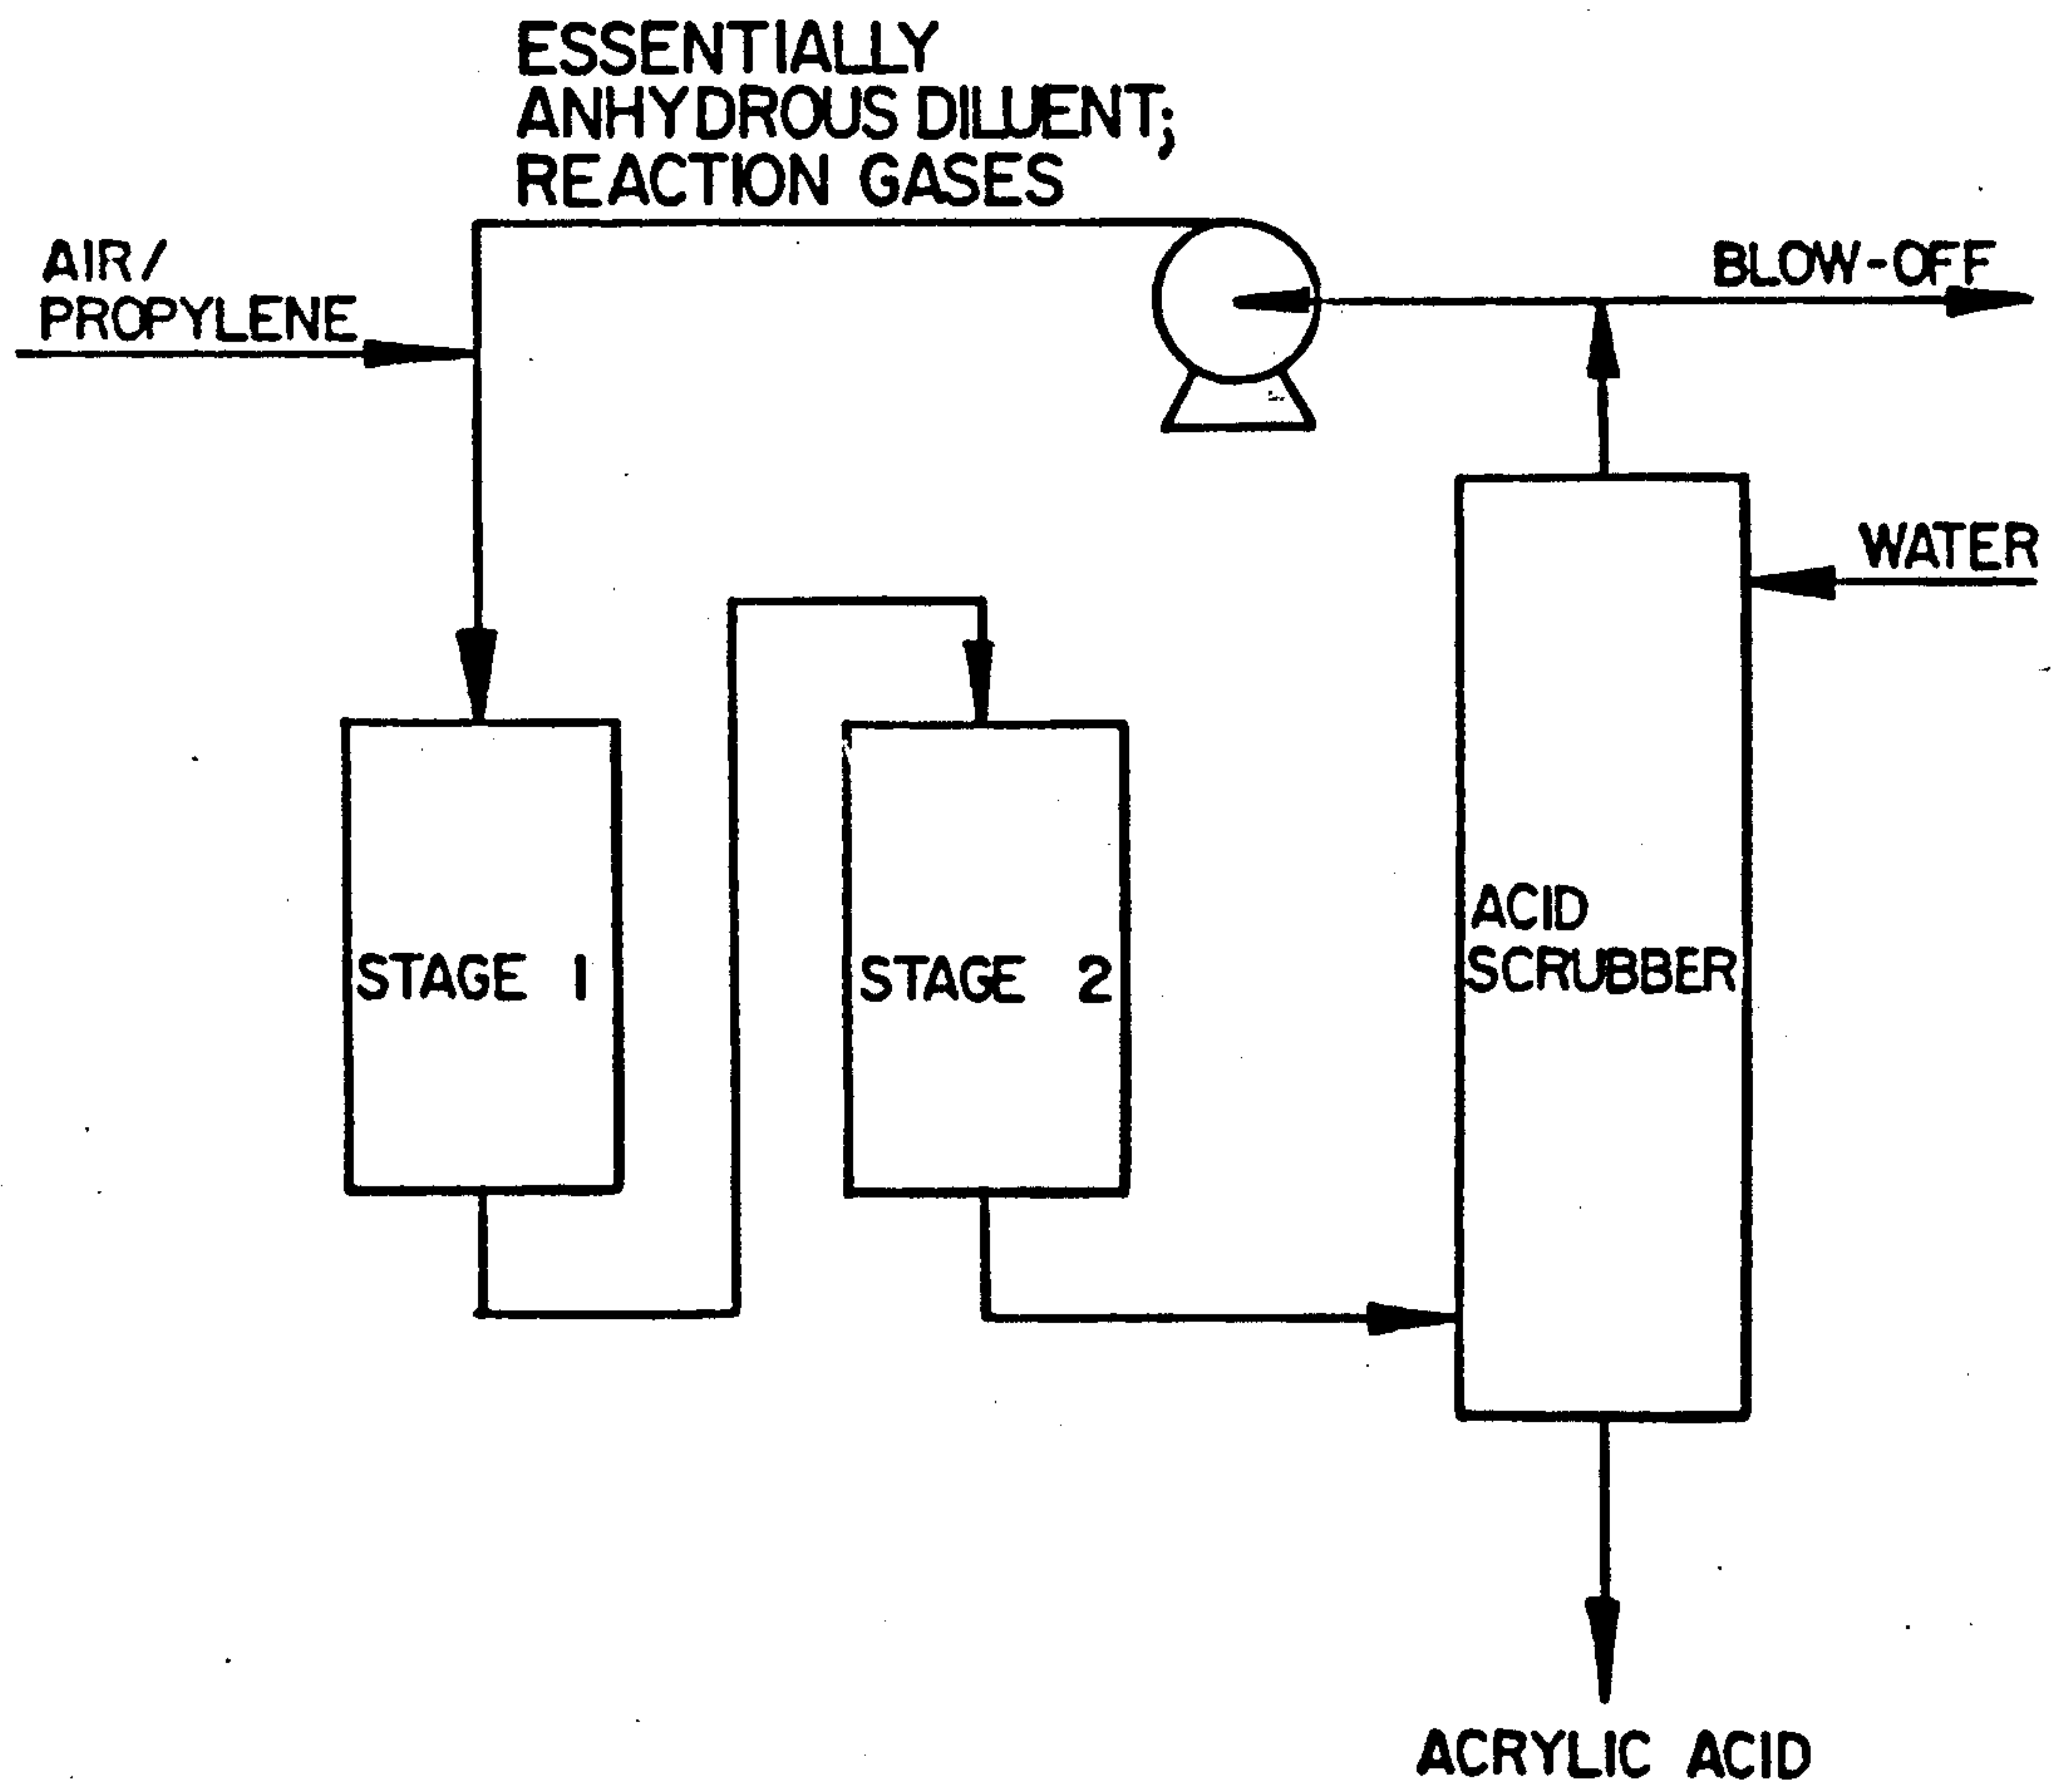 ESSENTIALLY
ANHYDROUS DILUENT;
REACTION GASES
AIR/
PROPYLENE
BLOW-OFF
WATER
ACID
SCRUBBER
STAGE 1
STAGE 2
ACRYLIC ACID